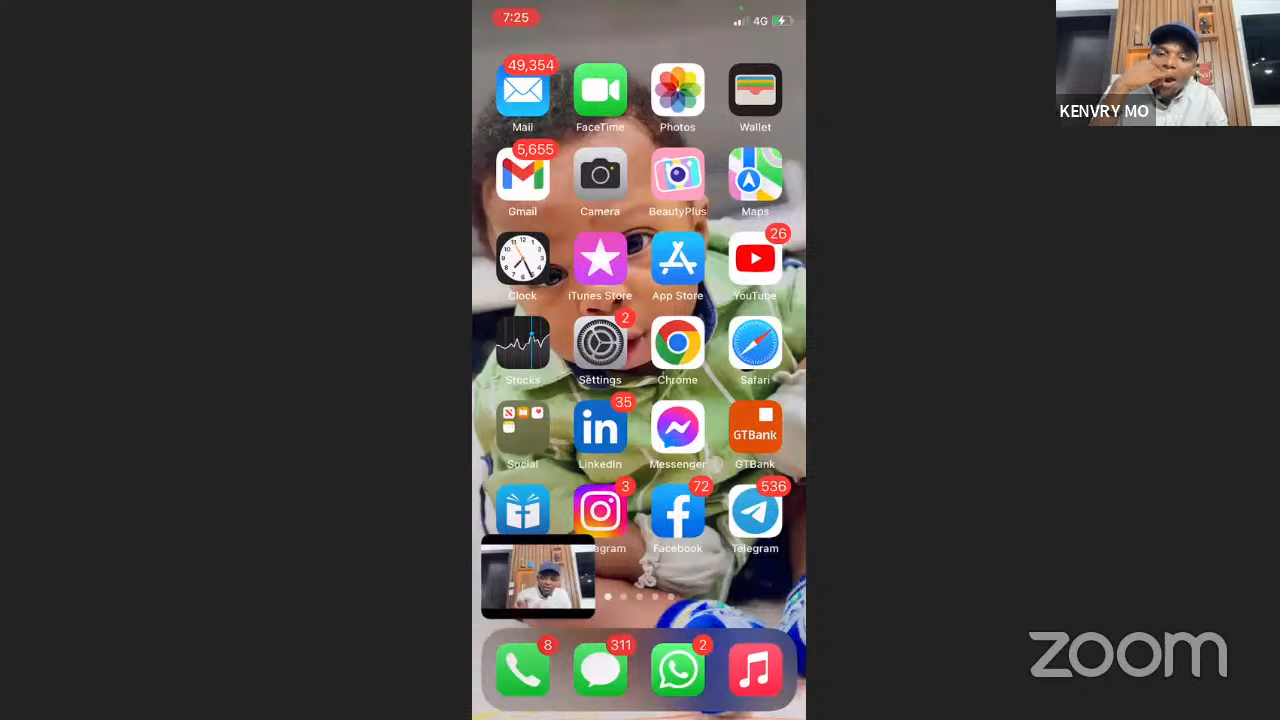 7:25
4G
KENVRY MO
49,354
Mail
FaceTime
Photos
Wallet
5,655
Gmail
Camera
BeautyPlus
Maps
26
Clock
iTunes Store
App Store
YouTube
2
Stocks
Settings
Chrome
Safari
35
in
GTBank
Social
LinkedIn
Messenger
GTBank
3
72
536
agram
Facebook
Telegram
8
311
2
zoom